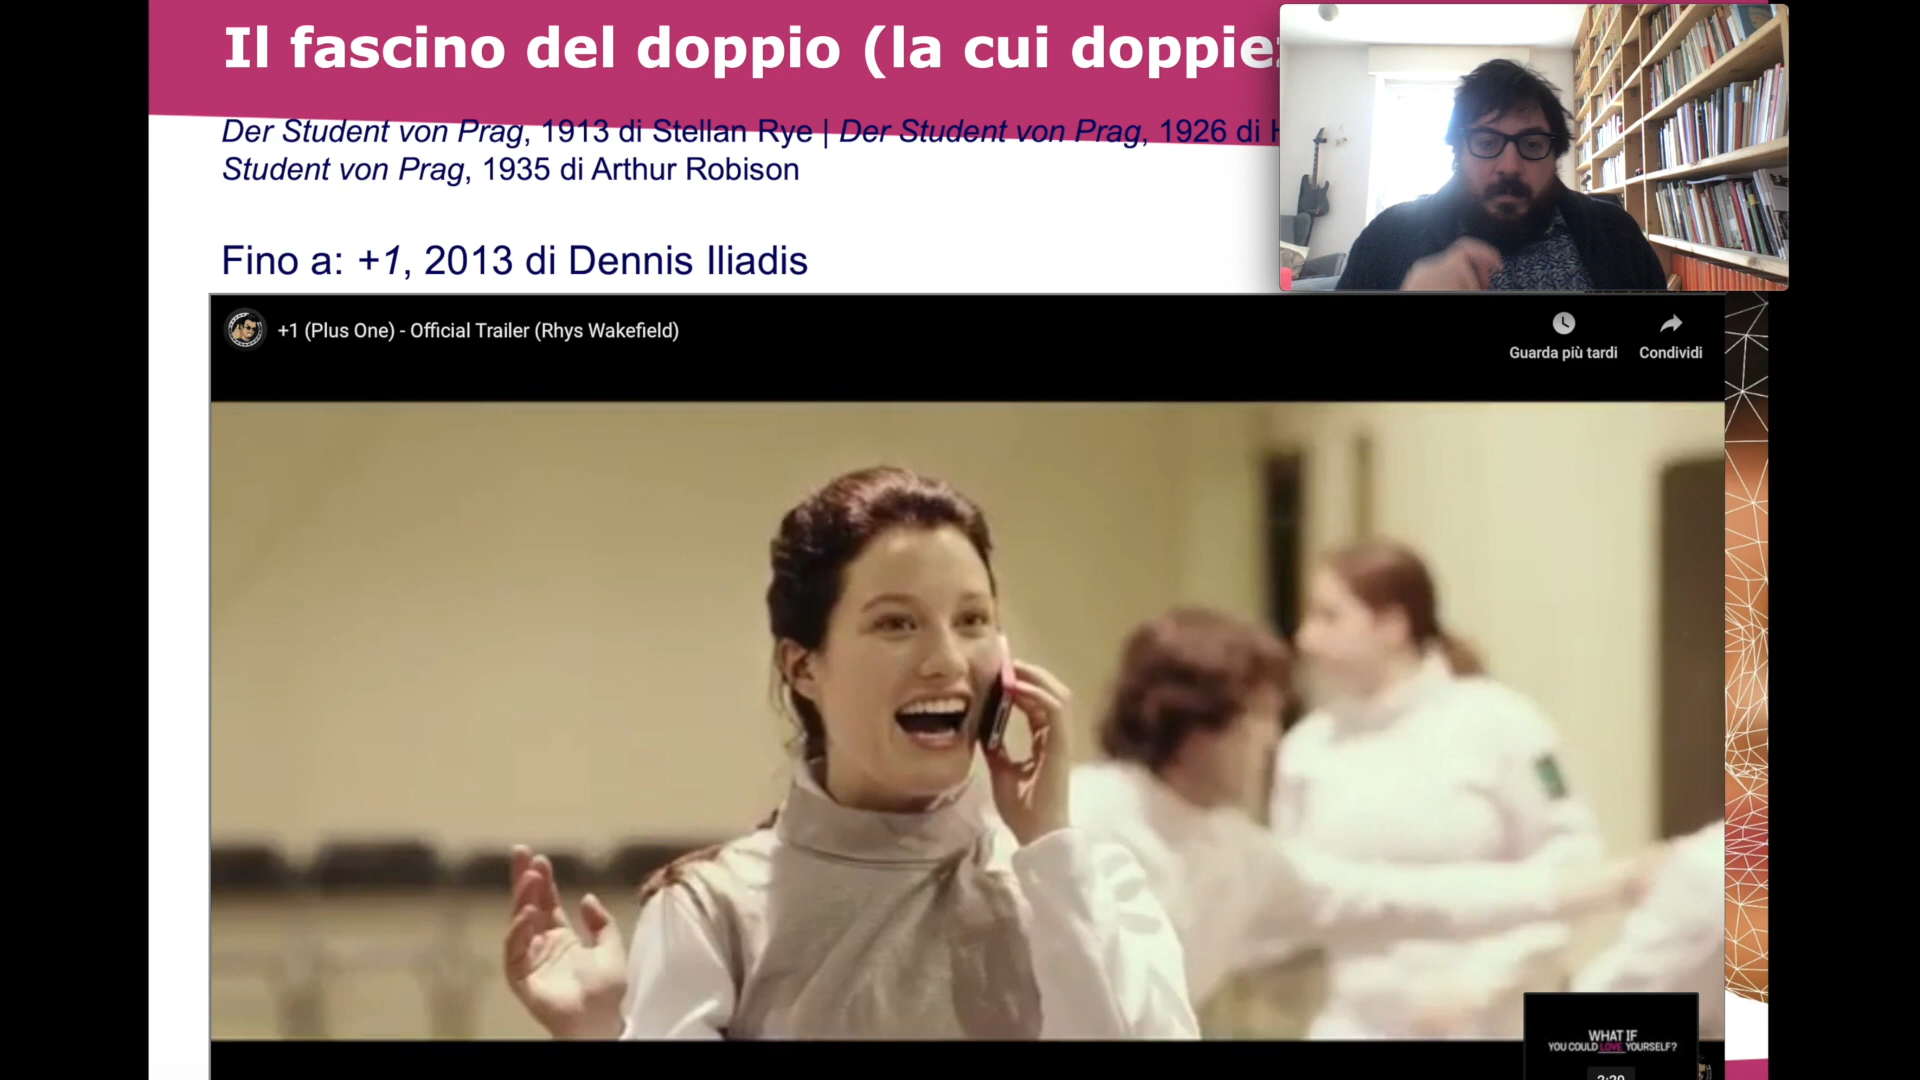 Il fascino del doppio (la cui
Der Student von Prag, 1913 di Stellan Rye | Der Student von Prag, 1926 di
Student von Prag, 1935 di Arthur Robison
Fino a: +1, 2013 di Dennis Iliadis
+1 (Plus One) - Official Trailer (Rhys Wakefield)
Guarda più tardi
Condividi
WHAT IF
YOU COULD LOVE YOURSELF?